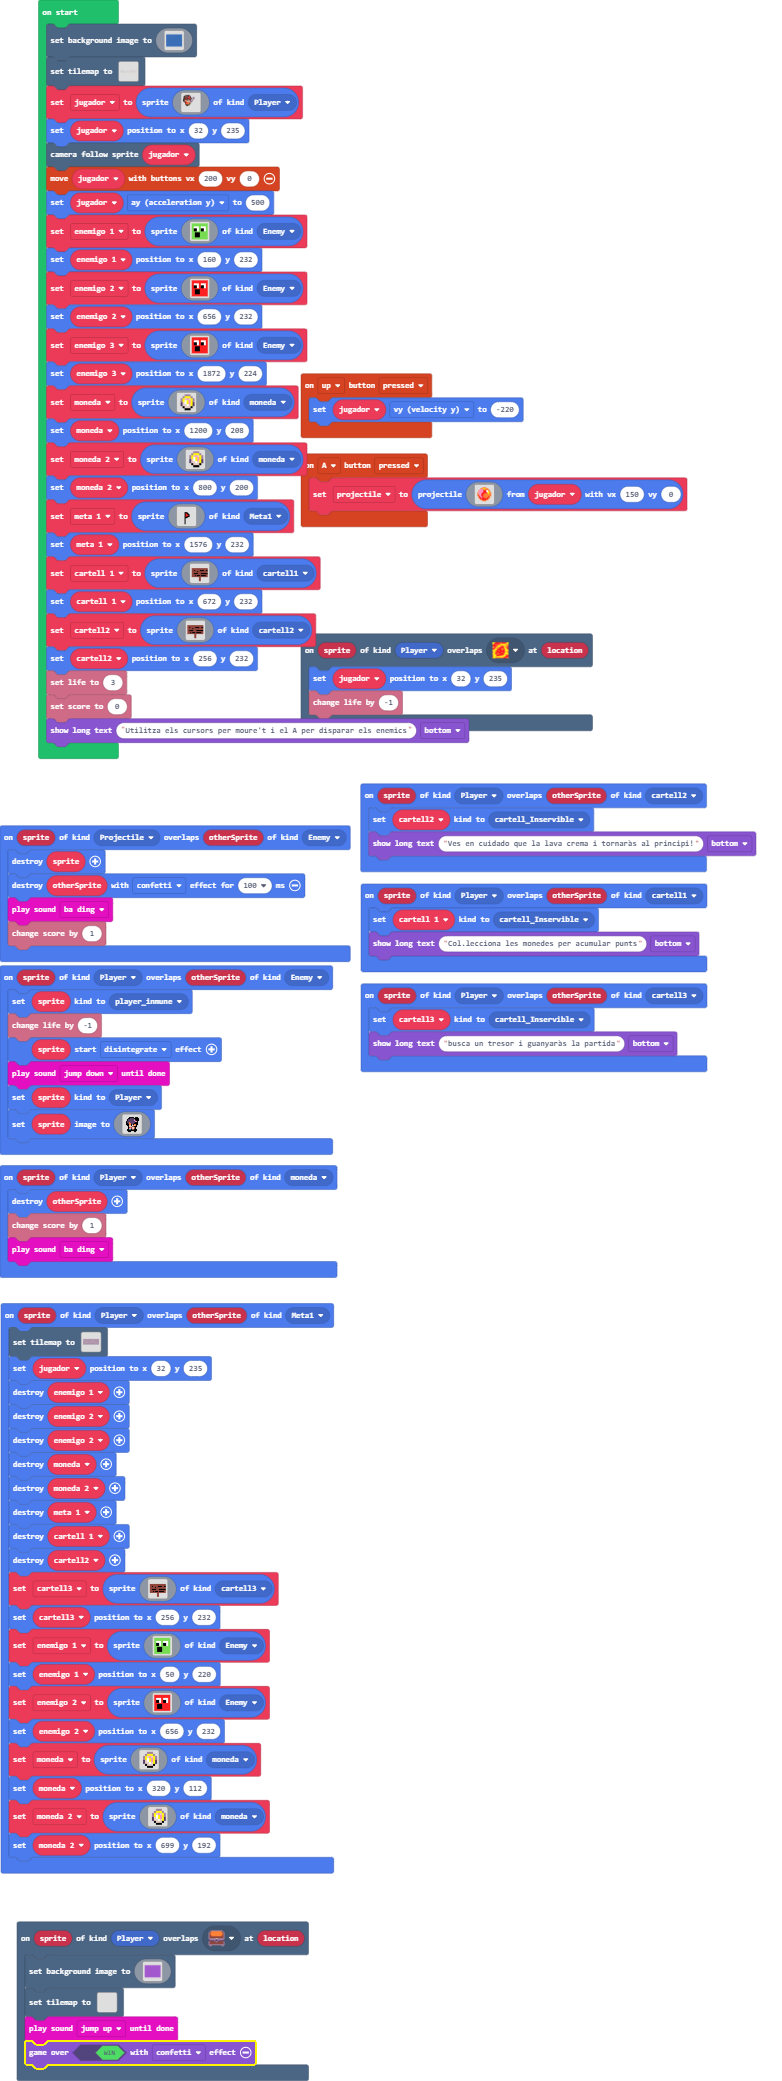 on start
set background image to
set tilemap to
set jugador to sprite of kind Player
set jugador position to x 32 y 235
camera follow sprite jugador
move jugador with buttons vx 200 vy 0
set jugador ay (acceleration y) to 500
set enemigo 1 to sprite of kind Enemy
set enemigo 1 position to x 160 y 232
set enemigo 2 to sprite of kind Enemy
set enemigo 2 position to x 656 y 232
set enemigo 3 to sprite of kind Enemy
set enemigo 3 position to x 1872 y 224
set moneda to sprite of kind moneda
set moneda position to x 1200 y 208
set moneda 2 to sprite of kind moneda
set moneda 2 position to x 800 y 200
set meta 1 to sprite of kind Meta1
set meta 1 position to x 1576 y 232
set cartell 1 to sprite of kind cartell1
set cartell 1 position to x 672 y 232
set cartell2 to sprite of kind cartell2
set cartell2 position to x 256 y 232
set life to 3
set score to 0
show long text "Utilitza els cursors per moure't i el A per disparar els enemics" bottom
on up button pressed
set jugador vy (velocity y) to -220
on A button pressed
set projectile to projectile from jugador with vx 150 vy 0
on sprite of kind Player overlaps at location
set jugador position to x 32 y 235
change life by -1
on sprite of kind Projectile overlaps otherSprite of kind Enemy
destroy sprite
destroy otherSprite with confetti effect for 100 ms
play sound ba ding
change score by 1
on sprite of kind Player overlaps otherSprite of kind Enemy
set sprite kind to player_inmune
change life by -1
sprite start disintegrate effect
play sound jump down until done
set sprite kind to Player
set sprite image to
on sprite of kind Player overlaps otherSprite of kind moneda
destroy otherSprite
change score by 1
play sound ba ding
on sprite of kind Player overlaps otherSprite of kind cartell2
set cartell2 kind to cartell_Inservible
show long text "Ves en cuidado que la lava crema i tornaràs al principi!" bottom
on sprite of kind Player overlaps otherSprite of kind cartell1
set cartell 1 kind to cartell_Inservible
show long text "Col.lecciona les monedes per acumular punts" bottom
on sprite of kind Player overlaps otherSprite of kind cartell3
set cartell3 kind to cartell_Inservible
show long text "busca un tresor i guanyaràs la partida" bottom
on sprite of kind Player overlaps otherSprite of kind Meta1
set tilemap to
set jugador position to x 32 y 235
destroy enemigo 1
destroy enemigo 2
destroy enemigo 2
destroy moneda
destroy moneda 2
destroy meta 1
destroy cartell 1
destroy cartell2
set cartell3 to sprite of kind cartell3
set cartell3 position to x 256 y 232
set enemigo 1 to sprite of kind Enemy
set enemigo 1 position to x 50 y 220
set enemigo 2 to sprite of kind Enemy
set enemigo 2 position to x 656 y 232
set moneda to sprite of kind moneda
set moneda position to x 320 y 112
set moneda 2 to sprite of kind moneda
set moneda 2 position to x 699 y 192
on sprite of kind Player overlaps at location
set background image to
set tilemap to
play sound jump up until done
game over WIN with confetti effect